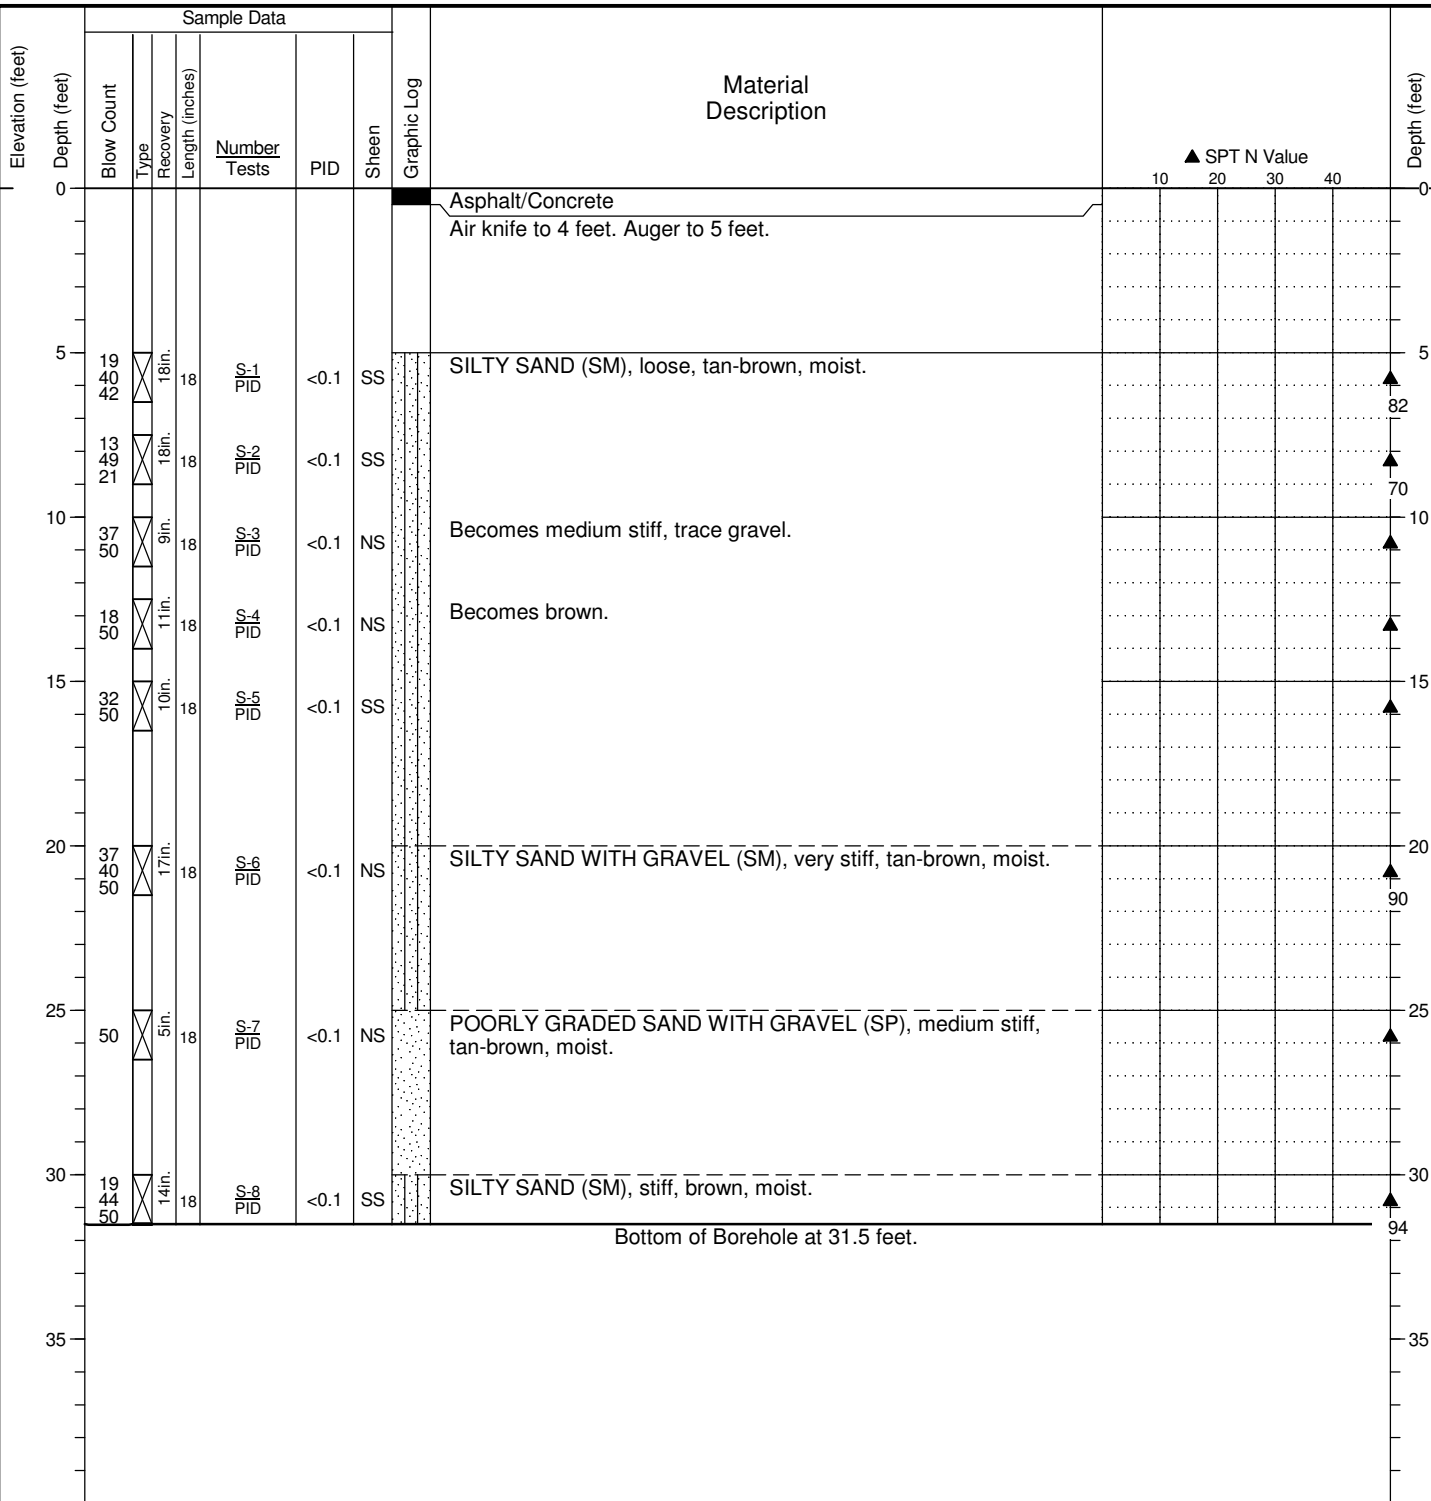 Sample Data
Elevation (feet)
Depth (feet)
Blow Count
Type
Recovery
Length (inches)
Number
Tests
PID
Sheen
Graphic Log
Material
Description
▲ SPT N Value
10 20 30 40
Depth (feet)
0 0
Asphalt/Concrete
Air knife to 4 feet. Auger to 5 feet.
5 5
19
40
42
18in.
18
S-1
PID
<0.1
SS
SILTY SAND (SM), loose, tan-brown, moist.
82
13
49
21
18in.
18
S-2
PID
<0.1
SS
70
10 10
37
50
9in.
18
S-3
PID
<0.1
NS
Becomes medium stiff, trace gravel.
18
50
11in.
18
S-4
PID
<0.1
NS
Becomes brown.
15 15
32
50
10in.
18
S-5
PID
<0.1
SS
20 20
37
40
50
17in.
18
S-6
PID
<0.1
NS
SILTY SAND WITH GRAVEL (SM), very stiff, tan-brown, moist.
90
25 25
50
5in.
18
S-7
PID
<0.1
NS
POORLY GRADED SAND WITH GRAVEL (SP), medium stiff,
tan-brown, moist.
30 30
19
44
50
14in.
18
S-8
PID
<0.1
SS
SILTY SAND (SM), stiff, brown, moist.
94
Bottom of Borehole at 31.5 feet.
35 35